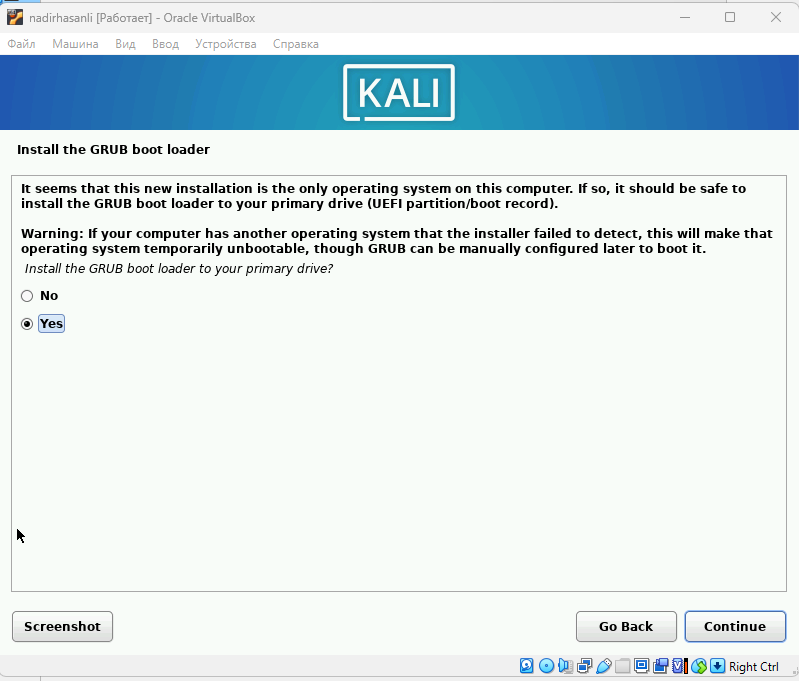 nadirhasanli [Работает] - Oracle VirtualBox
Файл Машина Вид Ввод Устройства Справка
KALI
Install the GRUB boot loader
It seems that this new installation is the only operating system on this computer. If so, it should be safe to
install the GRUB boot loader to your primary drive (UEFI partition/boot record).
Warning: If your computer has another operating system that the installer failed to detect, this will make that
operating system temporarily unbootable, though GRUB can be manually configured later to boot it.
Install the GRUB boot loader to your primary drive?
No
Yes
Screenshot
Go Back
Continue
Right Ctrl